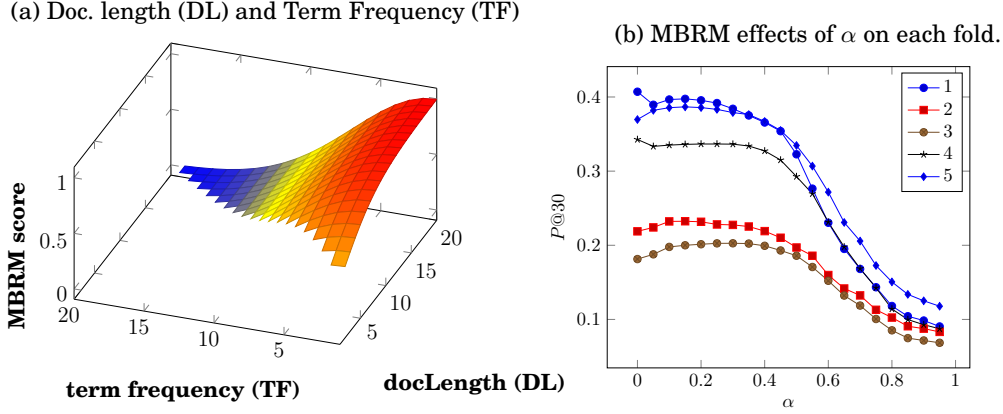 (a) Doc. length (DL) and Term Frequency (TF)
1
0.5
0
MBRM score
20
15
10
5
term frequency (TF)
5
10
15
20
docLength (DL)
(b) MBRM effects of α on each fold.
0.4
0.3
0.2
0.1
P@30
0 0.2 0.4 0.6 0.8 1
α
1
2
3
4
5